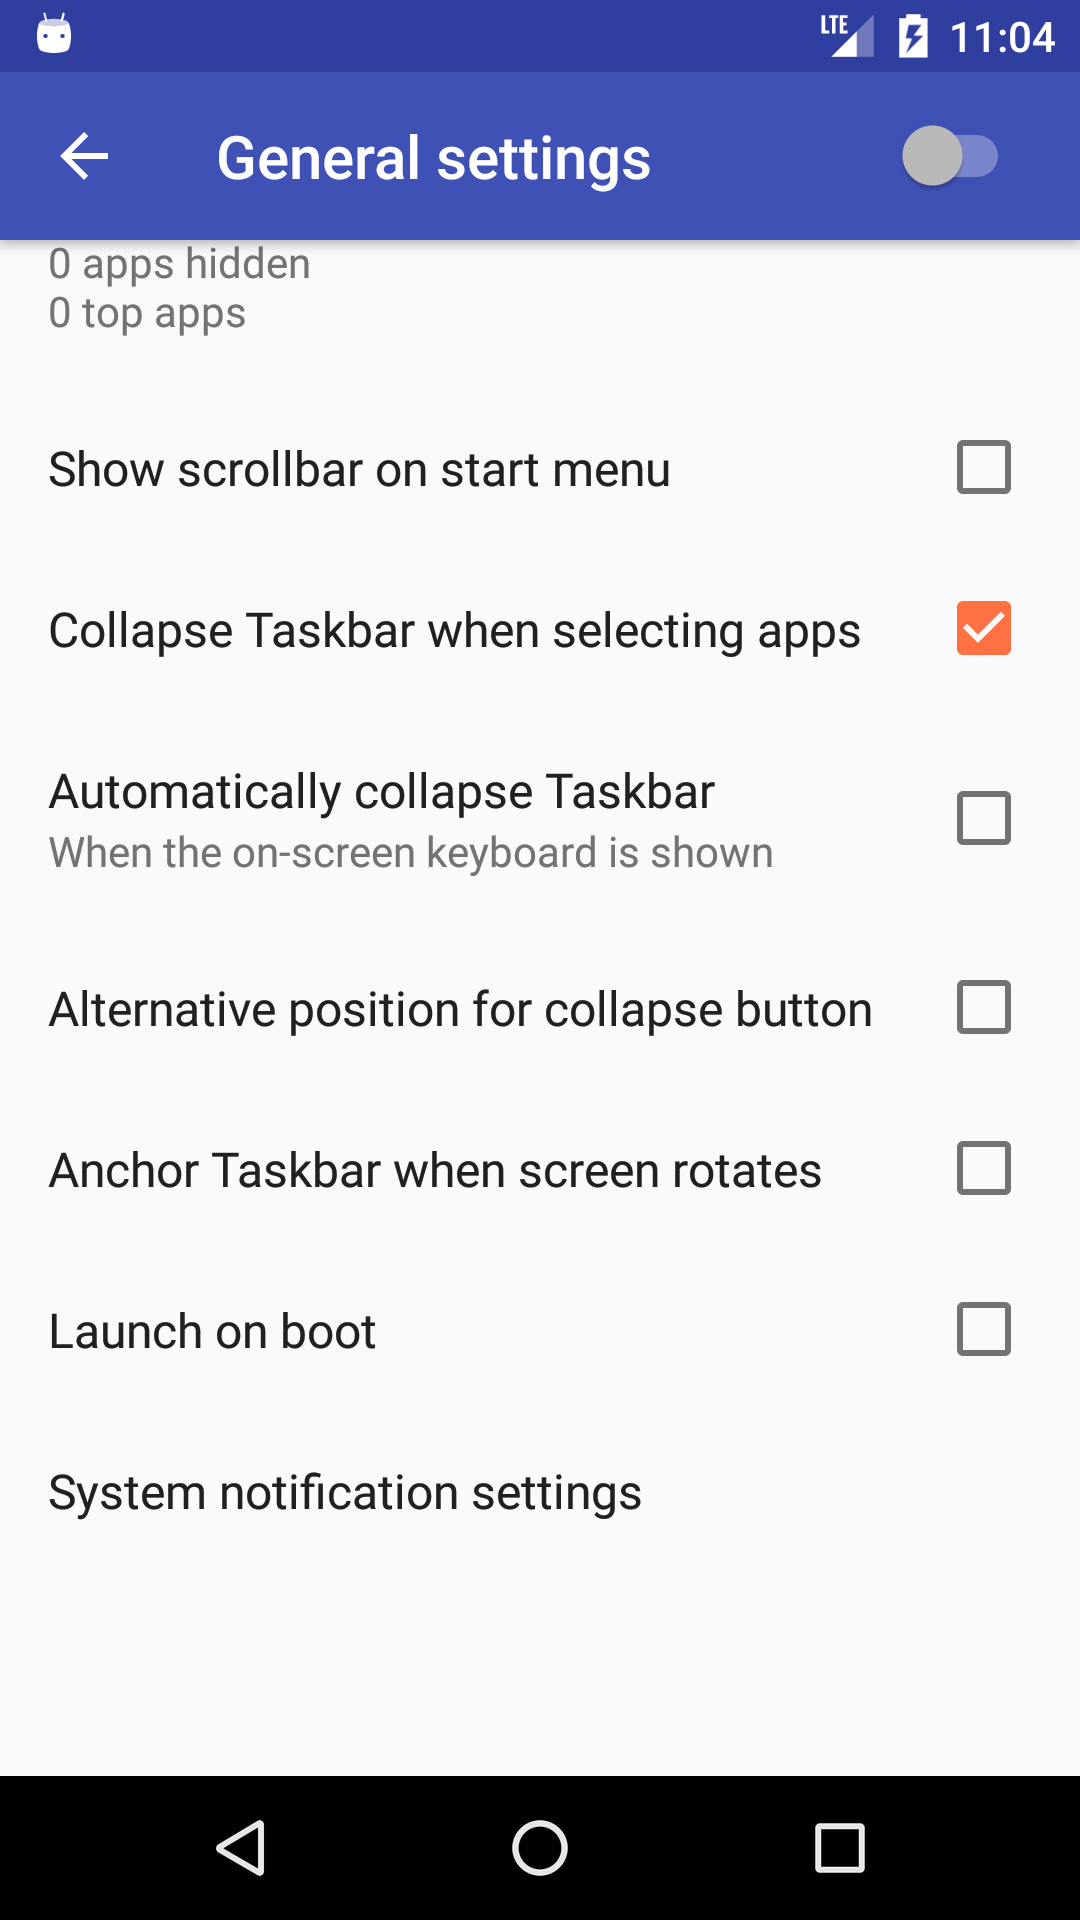 LTE 11:04
General settings
0 apps hidden
0 top apps
Show scrollbar on start menu
Collapse Taskbar when selecting apps
Automatically collapse Taskbar
When the on-screen keyboard is shown
Alternative position for collapse button
Anchor Taskbar when screen rotates
Launch on boot
System notification settings